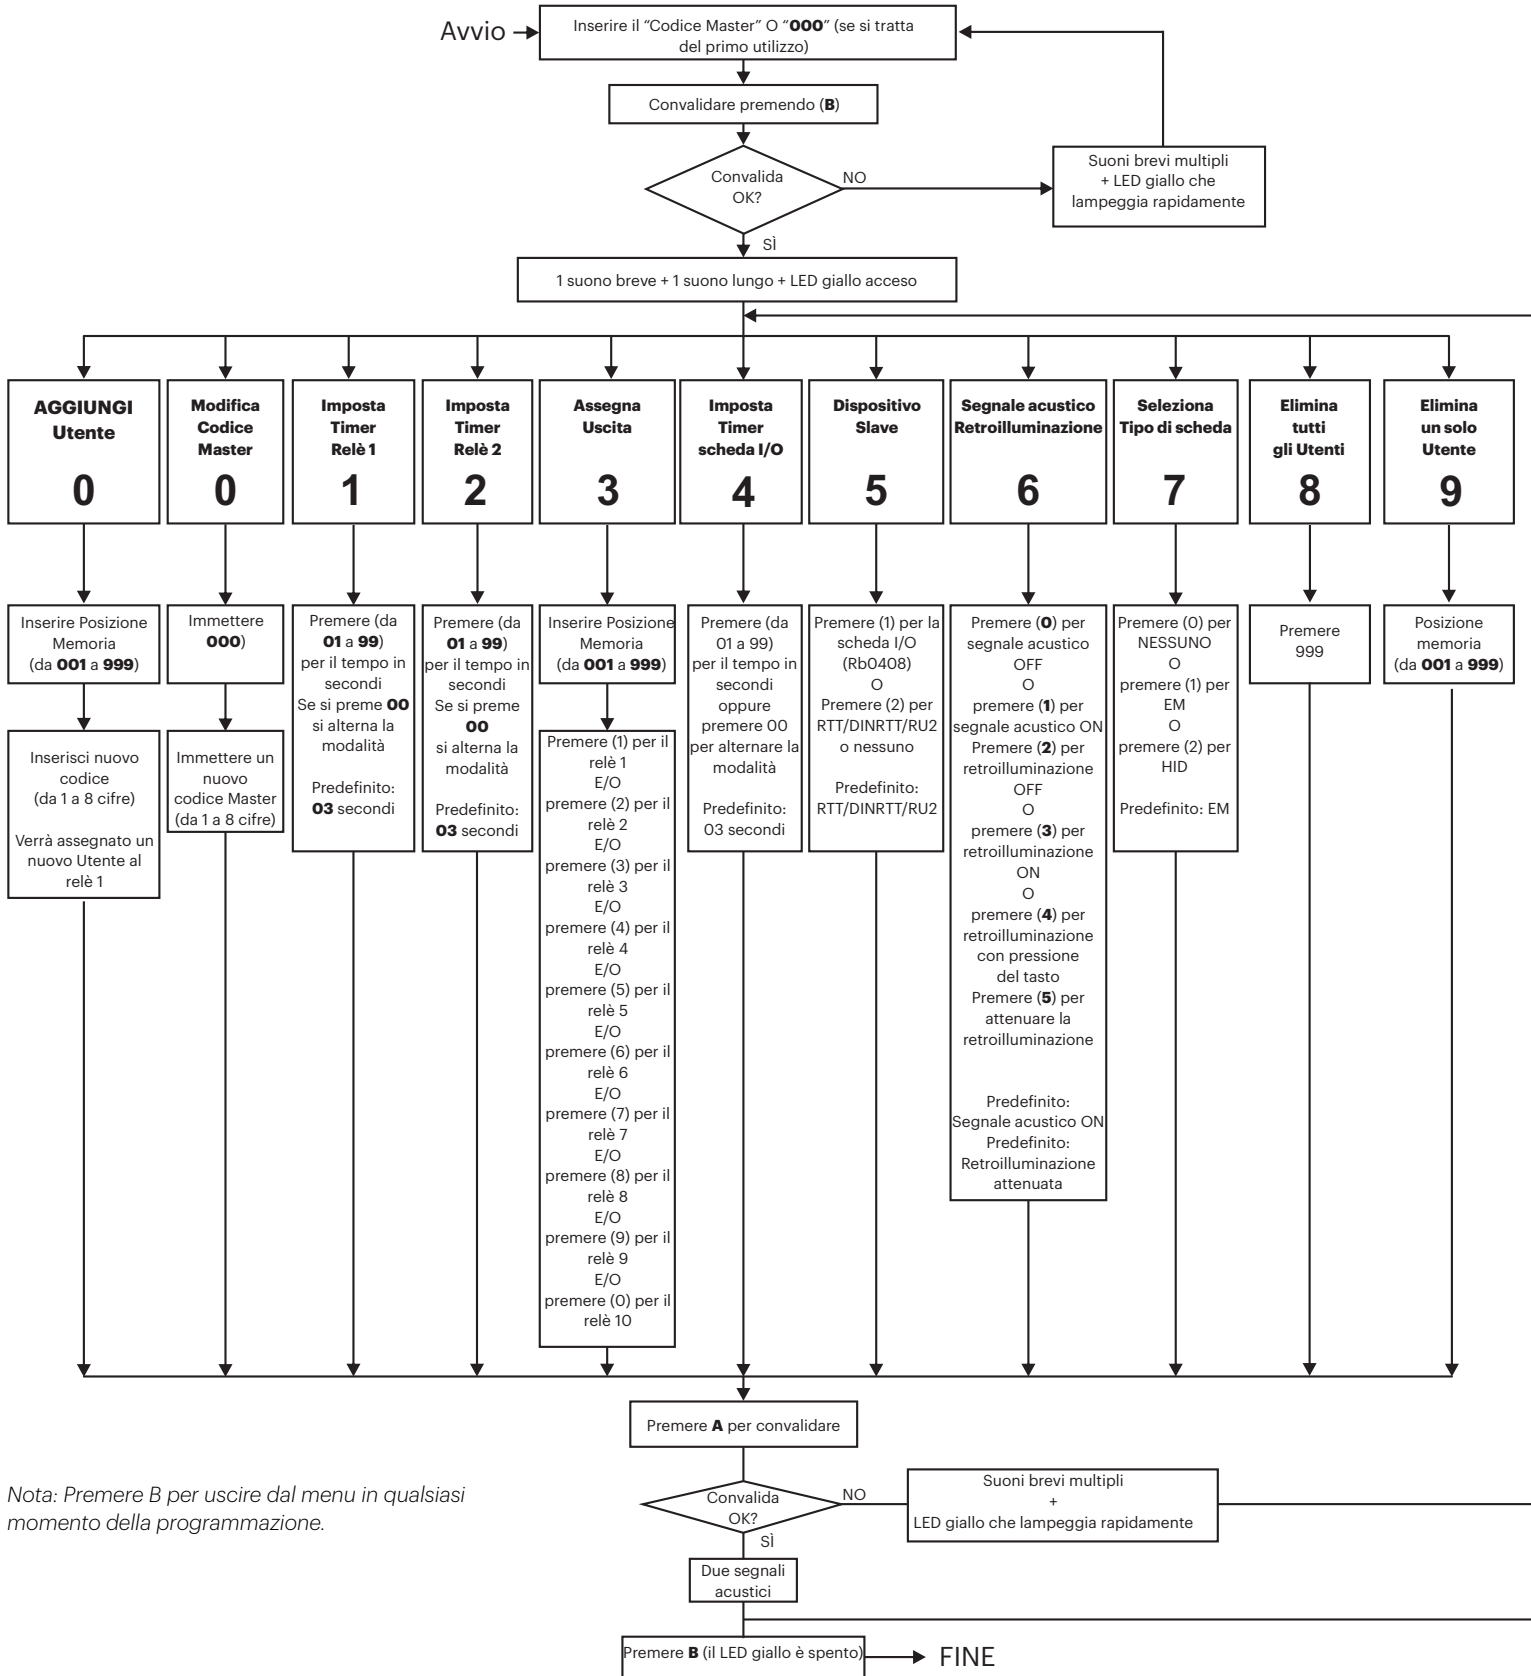 Avvio
Inserire il “Codice Master” O “000” (se si tratta
del primo utilizzo)
Convalidare premendo (B)
Convalida
OK?
NO
Suoni brevi multipli
+ LED giallo che
lampeggia rapidamente
SÌ
1 suono breve + 1 suono lungo + LED giallo acceso
AGGIUNGI
Utente
0
Modifica
Codice
Master
0
Imposta
Timer
Relè 1
1
Imposta
Timer
Relè 2
2
Assegna
Uscita
3
Imposta
Timer
scheda I/O
4
Dispositivo
Slave
5
Segnale acustico
Retroilluminazione
6
Seleziona
Tipo di scheda
7
Elimina
tutti
gli Utenti
8
Elimina
un solo
Utente
9
Inserire Posizione
Memoria
(da 001 a 999)
Inserisci nuovo
codice
(da 1 a 8 cifre)
Verrà assegnato un
nuovo Utente al
relè 1
Immettere
000)
Immettere un
nuovo
codice Master
(da 1 a 8 cifre)
Premere (da
01 a 99)
per il tempo in
secondi
Se si preme 00
si alterna la
modalità
Predefinito:
03 secondi
Premere (da
01 a 99)
per il tempo in
secondi
Se si preme
00
si alterna la
modalità
Predefinito:
03 secondi
Inserire Posizione
Memoria
(da 001 a 999)
Premere (1) per il
relè 1
E/O
premere (2) per il
relè 2
E/O
premere (3) per il
relè 3
E/O
premere (4) per il
relè 4
E/O
premere (5) per il
relè 5
E/O
premere (6) per il
relè 6
E/O
premere (7) per il
relè 7
E/O
premere (8) per il
relè 8
E/O
premere (9) per il
relè 9
E/O
premere (0) per il
relè 10
Premere (da
01 a 99)
per il tempo in
secondi
oppure
premere 00
per alternare la
modalità
Predefinito:
03 secondi
Premere (1) per la
scheda I/O
(Rb0408)
O
Premere (2) per
RTT/DINRTT/RU2
o nessuno
Predefinito:
RTT/DINRTT/RU2
Premere (0) per
segnale acustico
OFF
O
premere (1) per
segnale acustico ON
Premere (2) per
retroilluminazione
OFF
O
premere (3) per
retroilluminazione
ON
O
premere (4) per
retroilluminazione
con pressione
del tasto
Premere (5) per
attenuare la
retroilluminazione
Predefinito:
Segnale acustico ON
Predefinito:
Retroilluminazione
attenuata
Premere (0) per
NESSUNO
O
premere (1) per
EM
O
premere (2) per
HID
Predefinito: EM
Premere
999
Posizione
memoria
(da 001 a 999)
Premere A per convalidare
Nota: Premere B per uscire dal menu in qualsiasi
momento della programmazione.
Convalida
OK?
NO
Suoni brevi multipli
+
LED giallo che lampeggia rapidamente
SÌ
Due segnali
acustici
Premere B (il LED giallo è spento)
FINE